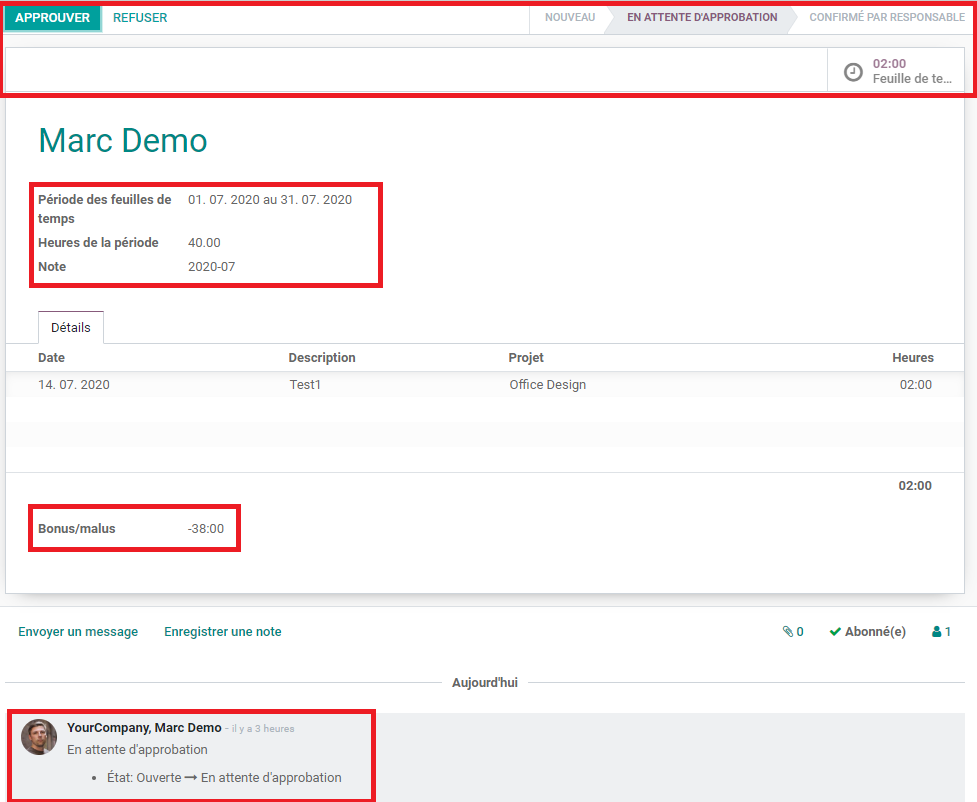 APPROUVER REFUSER NOUVEAU EN ATTENTE D'APPROBATION CONFIRMÉ PAR RESPONSABLE
02:00
Feuille de te...
Marc Demo
Période des feuilles de temps 01. 07. 2020 au 31. 07. 2020
Heures de la période 40.00
Note 2020-07
Détails
Date Description Projet Heures
14. 07. 2020 Test1 Office Design 02:00
02:00
Bonus/malus -38:00
Envoyer un message Enregistrer une note 0 Abonné(e) 1
Aujourd'hui
YourCompany, Marc Demo - il y a 3 heures
En attente d'approbation
• État: Ouverte → En attente d'approbation